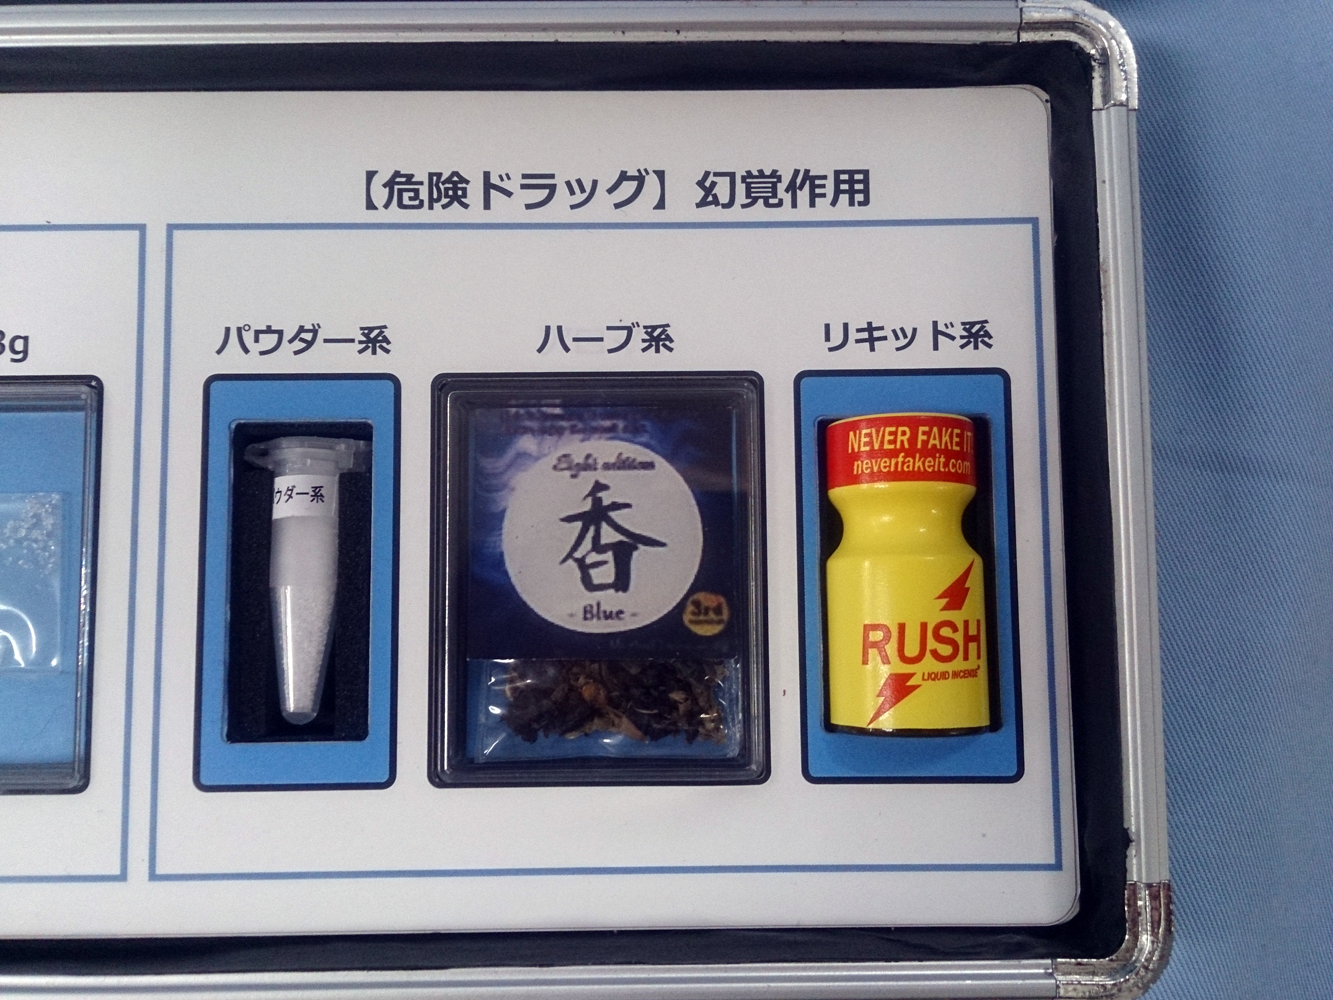 【危険ドラッグ】幻覚作用
3g
パウダー系
ハーブ系
リキッド系
ウダー系
Eight edition
香
- Blue -
3rd
NEVER FAKE IT
neverfakeit.com
RUSH
LIQUID INCENSE